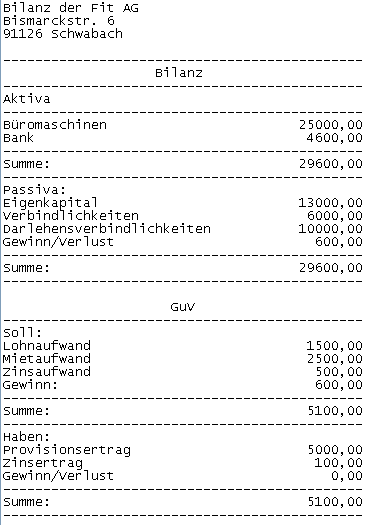 Bilanz der Fit AG
Bismarckstr. 6
91126 Schwabach
------------------------------------------------
Bilanz
------------------------------------------------
Aktiva
------------------------------------------------
Büromaschinen 25000,00
Bank 4600,00
------------------------------------------------
Summe: 29600,00
------------------------------------------------
Passiva:
Eigenkapital 13000,00
Verbindlichkeiten 6000,00
Darlehensverbindlichkeiten 10000,00
Gewinn/Verlust 600,00
------------------------------------------------
Summe: 29600,00
------------------------------------------------
GuV
------------------------------------------------
Soll:
Lohnaufwand 1500,00
Mietaufwand 2500,00
Zinsaufwand 500,00
Gewinn: 600,00
------------------------------------------------
Summe: 5100,00
------------------------------------------------
Haben:
Provisionsertrag 5000,00
Zinsertrag 100,00
Gewinn/Verlust 0,00
------------------------------------------------
Summe: 5100,00
------------------------------------------------